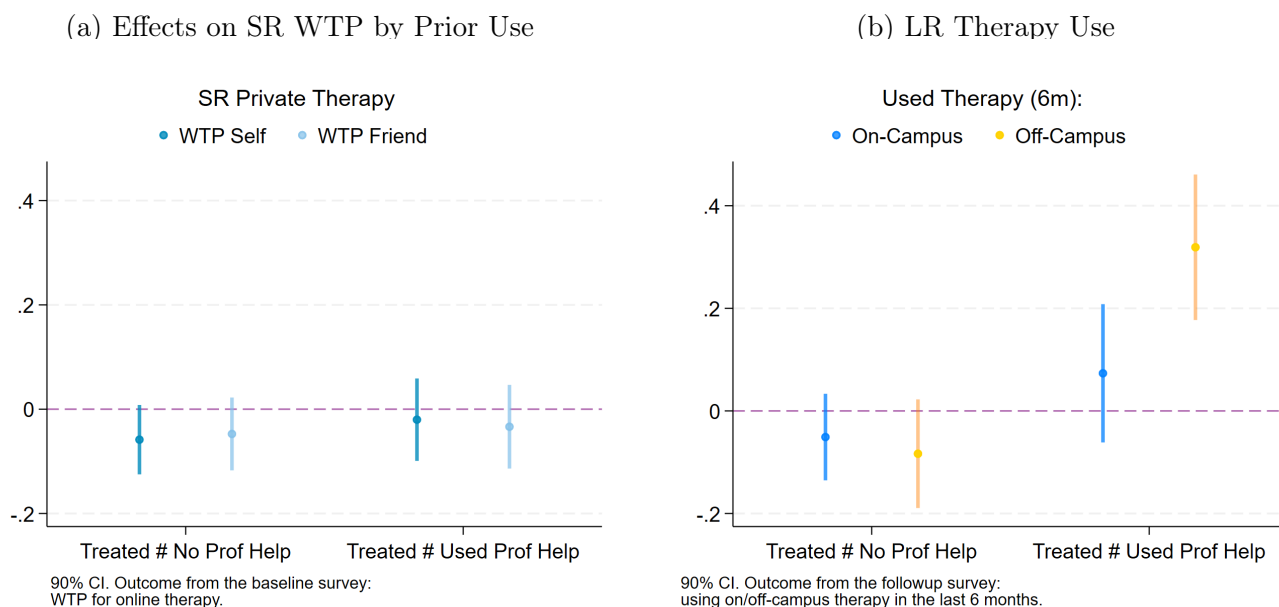 (a) Effects on SR WTP by Prior Use
SR Private Therapy
WTP Self
WTP Friend
.4
.2
0
-.2
Treated # No Prof Help
Treated # Used Prof Help
90% CI. Outcome from the baseline survey:
WTP for online therapy.
(b) LR Therapy Use
Used Therapy (6m):
On-Campus
Off-Campus
.4
.2
0
-.2
Treated # No Prof Help
Treated # Used Prof Help
90% CI. Outcome from the followup survey:
using on/off-campus therapy in the last 6 months.